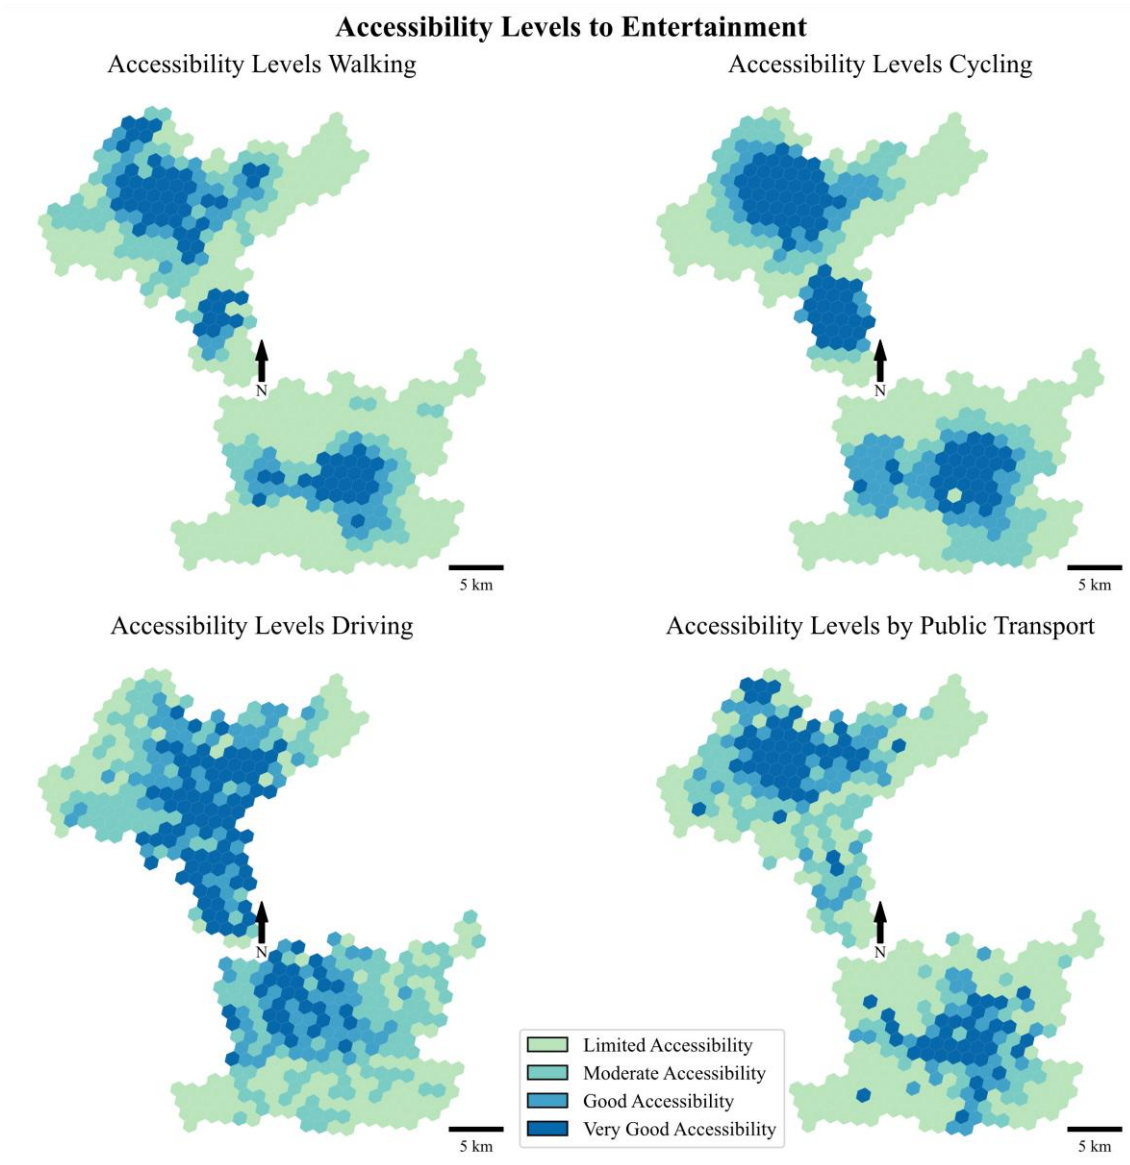 Accessibility Levels to Entertainment
Accessibility Levels Walking
Accessibility Levels Cycling
N
N
5 km
5 km
Accessibility Levels Driving
Accessibility Levels by Public Transport
N
N
Limited Accessibility
Moderate Accessibility
Good Accessibility
Very Good Accessibility
5 km
5 km